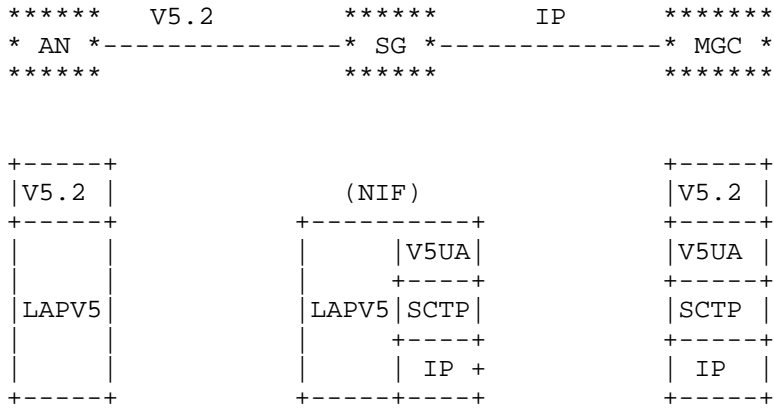 ******    V5.2        ******      IP      *******
* AN *---------------* SG *--------------* MGC *
******                ******              *******
+-----+                                   +-----+
|V5.2 |              (NIF)                |V5.2 |
+-----+           +----------+            +-----+
|     |           |     |V5UA|            |V5UA |
|     |           |     +----+            +-----+
|LAPV5|           |LAPV5|SCTP|            |SCTP |
|     |           |     +----+            +-----+
|     |           |     | IP +            | IP  |
+-----+           +-----+----+            +-----+